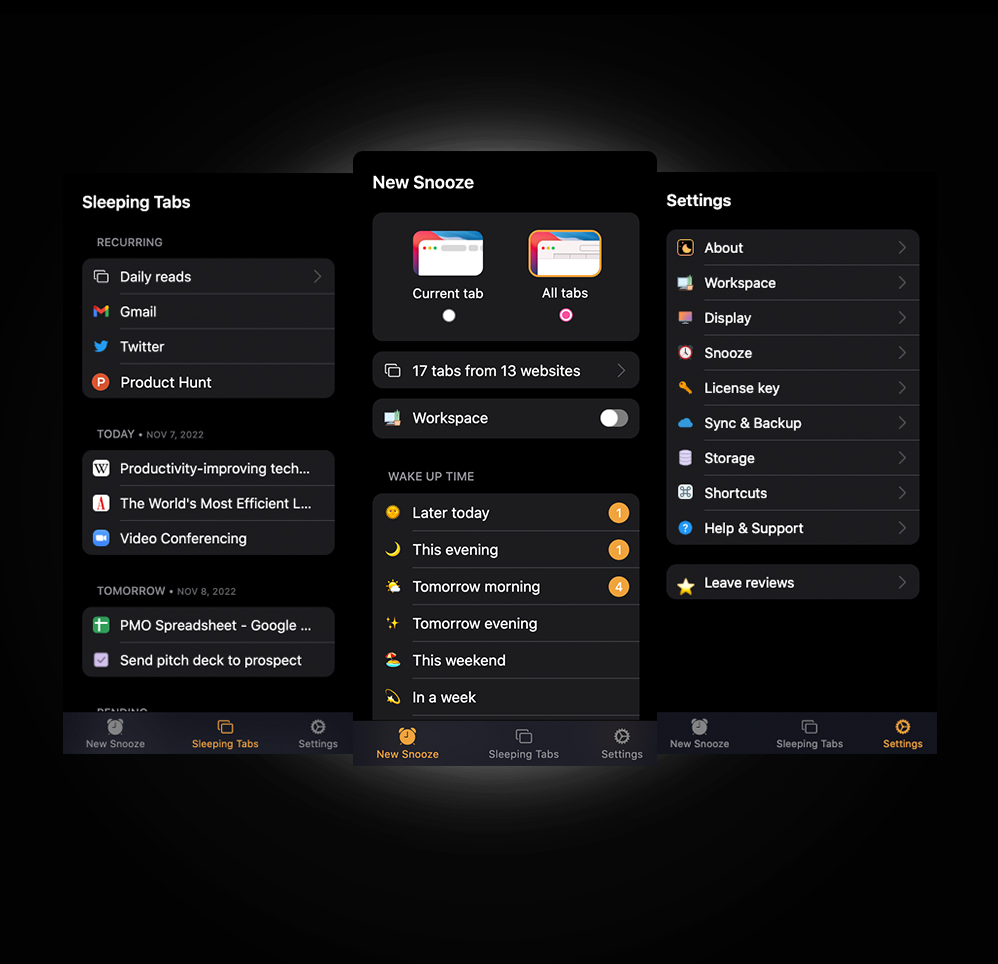 Sleeping Tabs
RECURRING
Daily reads
Gmail
Twitter
Product Hunt
TODAY • NOV 7, 2022
Productivity-improving tech...
The World's Most Efficient L...
Video Conferencing
TOMORROW • NOV 8, 2022
PMO Spreadsheet - Google ...
Send pitch deck to prospect
PENDING
New Snooze
Sleeping Tabs
Settings
New Snooze
Current tab
All tabs
17 tabs from 13 websites
Workspace
WAKE UP TIME
Later today 1
This evening 1
Tomorrow morning 4
Tomorrow evening
This weekend
In a week
New Snooze
Sleeping Tabs
Settings
Settings
About
Workspace
Display
Snooze
License key
Sync & Backup
Storage
Shortcuts
Help & Support
Leave reviews
New Snooze
Sleeping Tabs
Settings